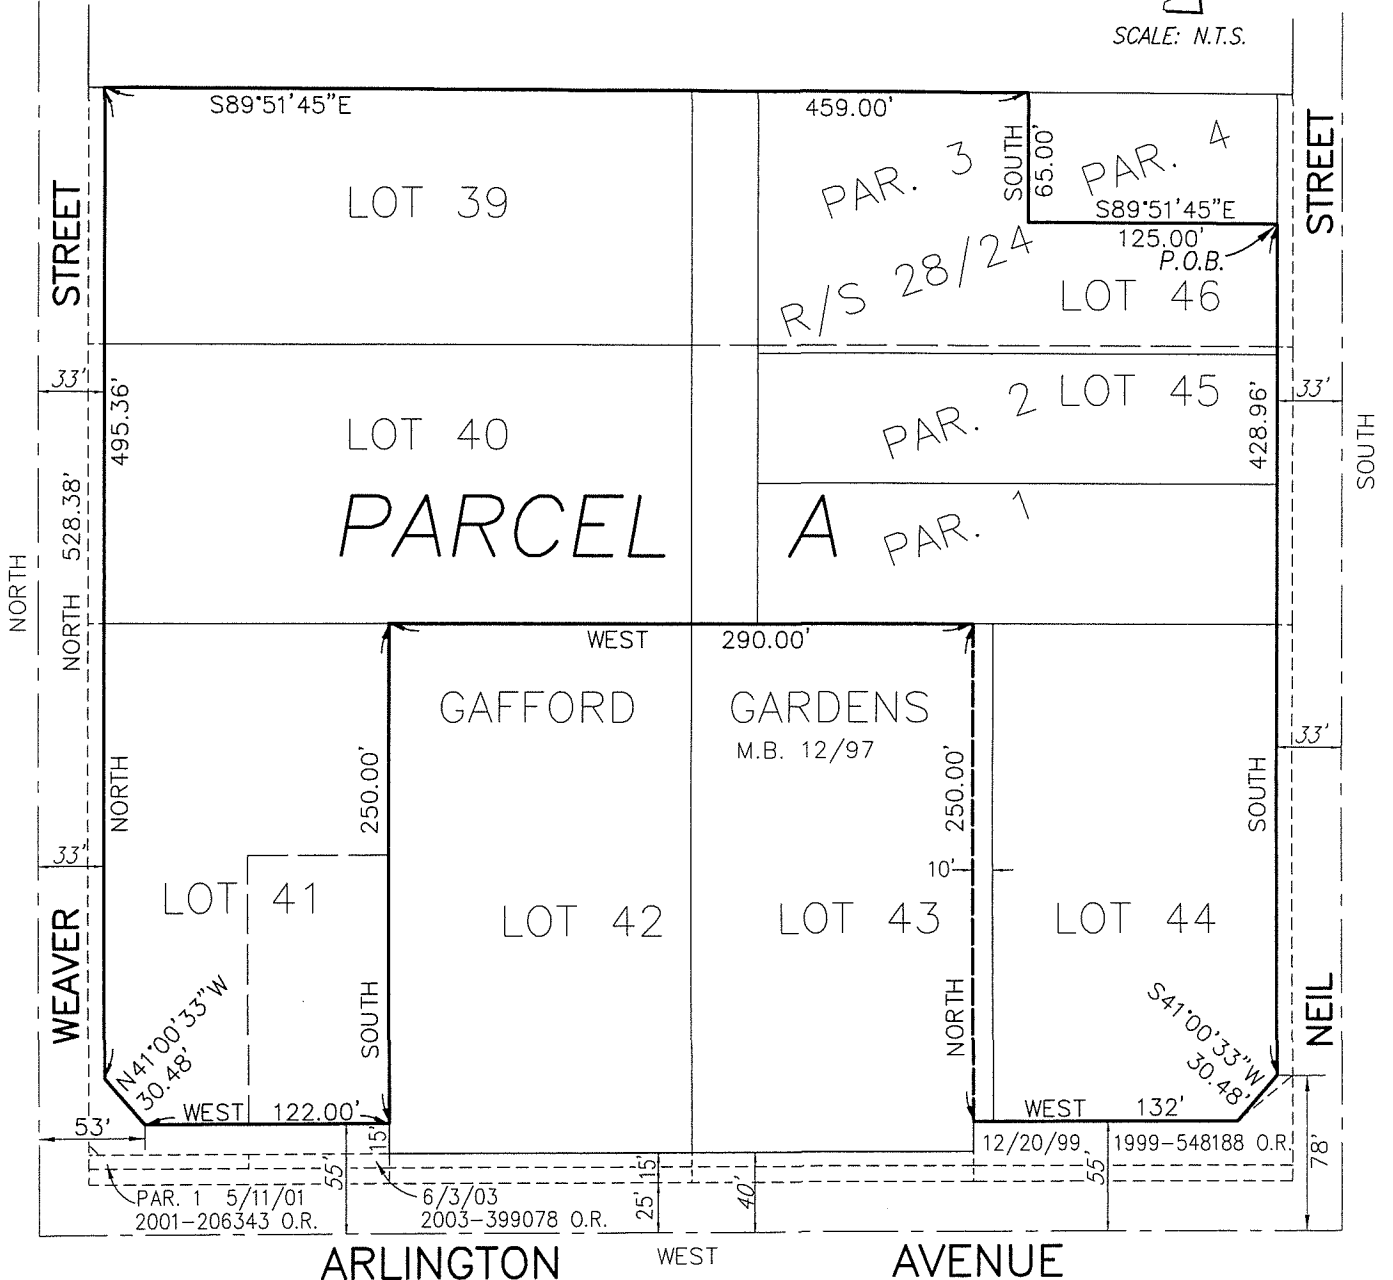 SCALE: N.T.S.
S89°51'45"E
459.00'
SOUTH
65.00'
PAR. 3
PAR. 4
STREET
STREET
LOT 39
S89°51'45"E
125.00'
P.O.B.
R/S 28/24
LOT 46
33'
495.36'
LOT 40
PAR. 2
LOT 45
428.96'
33'
SOUTH
NORTH
NORTH 528.38'
PARCEL A
PAR. 1
WEST 290.00'
GAFFORD GARDENS
M.B. 12/97
NORTH
250.00'
250.00'
SOUTH
33'
33'
10'
LOT 41
LOT 42
LOT 43
LOT 44
WEAVER
N41°00'33"W
30.48'
SOUTH
NORTH
S41°00'33"W
30.48'
NEIL
53'
WEST 122.00'
WEST 132'
15'
55'
15'
25'
40'
12/20/99 1999-548188 O.R.
55'
78'
PAR. 1 5/11/01
2001-206343 O.R.
6/3/03
2003-399078 O.R.
ARLINGTON WEST AVENUE